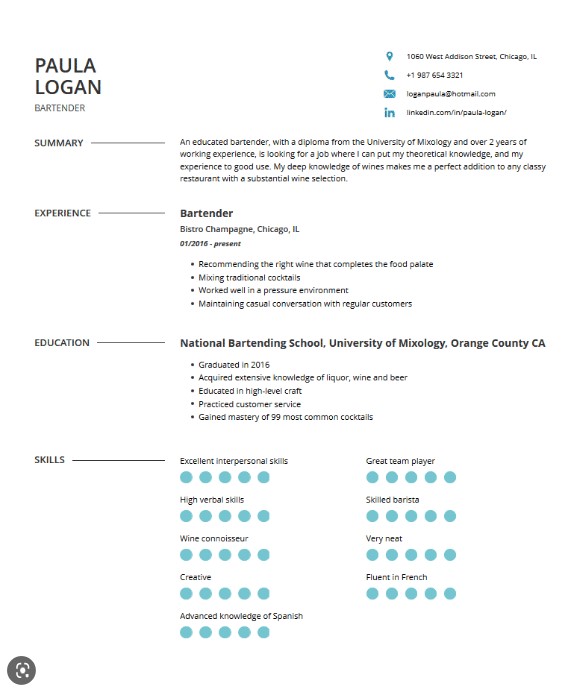 PAULA
LOGAN
BARTENDER
1060 West Addison Street, Chicago, IL
+1 987 654 3321
loganpaula@hotmail.com
linkedin.com/in/paula-logan/
SUMMARY
An educated bartender, with a diploma from the University of Mixology and over 2 years of
working experience, is looking for a job where I can put my theoretical knowledge, and my
experience to good use. My deep knowledge of wines makes me a perfect addition to any classy
restaurant with a substantial wine selection.
EXPERIENCE
Bartender
Bistro Champagne, Chicago, IL
01/2016 - present
• Recommending the right wine that completes the food palate
• Mixing traditional cocktails
• Worked well in a pressure environment
• Maintaining casual conversation with regular customers
EDUCATION
National Bartending School, University of Mixology, Orange County CA
• Graduated in 2016
• Acquired extensive knowledge of liquor, wine and beer
• Educated in high-level craft
• Practiced customer service
• Gained mastery of 99 most common cocktails
SKILLS
Excellent interpersonal skills
Great team player
High verbal skills
Skilled barista
Wine connoisseur
Very neat
Creative
Fluent in French
Advanced knowledge of Spanish